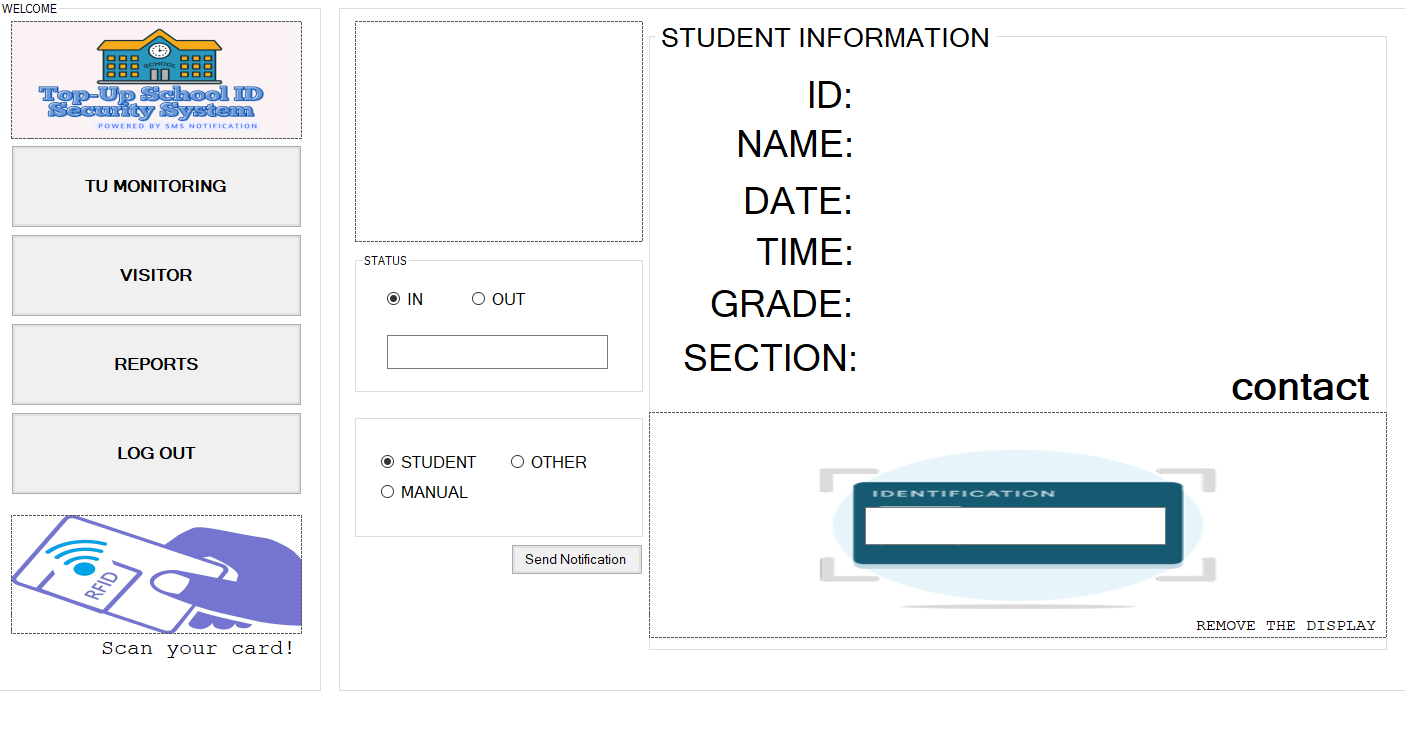 WELCOME
SCHOOL
Top-Up School ID
Security System
POWERED BY SMS NOTIFICATION
TU MONITORING
VISITOR
REPORTS
LOG OUT
RFID
Scan your card!
STATUS
IN OUT
STUDENT OTHER
MANUAL
Send Notification
STUDENT INFORMATION
ID:
NAME:
DATE:
TIME:
GRADE:
SECTION:
contact
IDENTIFICATION
REMOVE THE DISPLAY